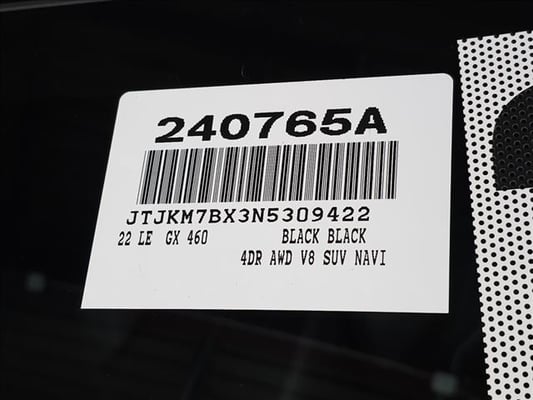 240765A
JTJKM7BX3N5309422
22 LE GX 460 BLACK BLACK
4DR AWD V8 SUV NAVI